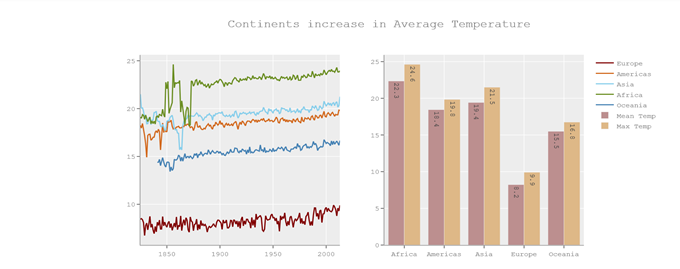 Continents increase in Average Temperature
25
20
15
10
1850
1900
1950
2000
25
20
15
10
5
0
22.3
24.6
18.4
19.8
19.4
21.5
8.2
9.9
15.5
16.8
Africa
Americas
Asia
Europe
Oceania
Europe
Americas
Asia
Africa
Oceania
Mean Temp
Max Temp